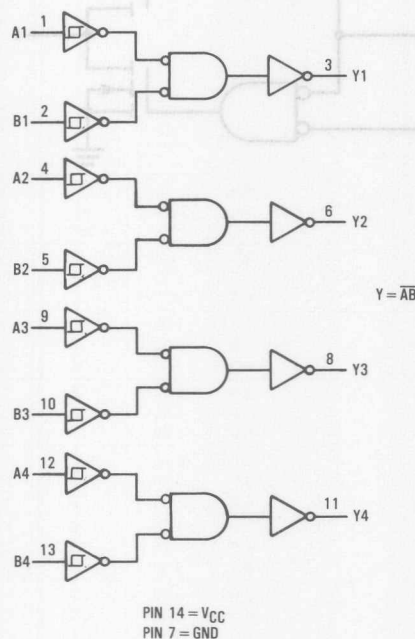 A1 1
3 Y1
B1 2
A2 4
6 Y2
B2 5
Y = A̅B̅
A3 9
8 Y3
B3 10
A4 12
11 Y4
B4 13
PIN 14 = VCC
PIN 7 = GND